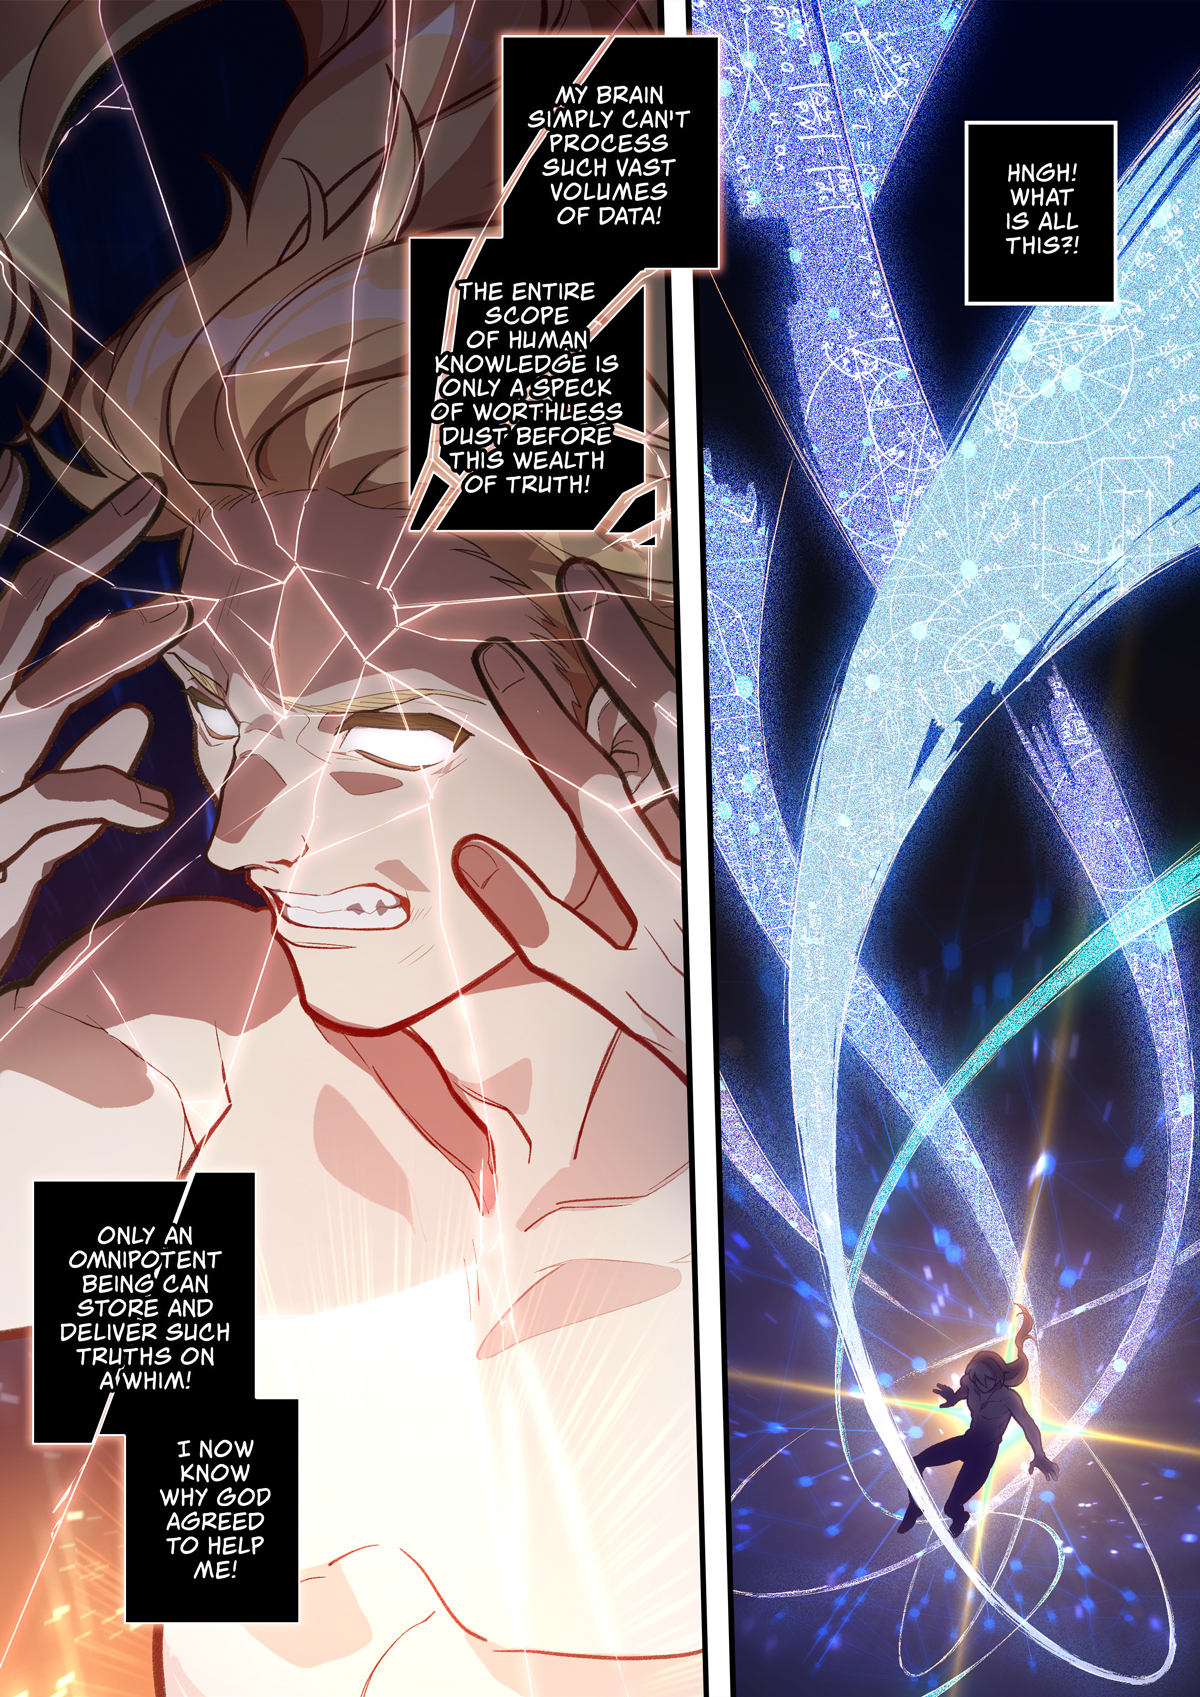 HNGH!
WHAT
IS ALL
THIS?!
MY BRAIN
SIMPLY CAN'T
PROCESS
SUCH VAST
VOLUMES
OF DATA!
THE ENTIRE
SCOPE
OF HUMAN
KNOWLEDGE IS
ONLY A SPECK
OF WORTHLESS
DUST BEFORE
THIS WEALTH
OF TRUTH!
ONLY AN
OMNIPOTENT
BEING CAN
STORE AND
DELIVER SUCH
TRUTHS ON
A WHIM!
I NOW
KNOW
WHY GOD
AGREED
TO HELP
ME!